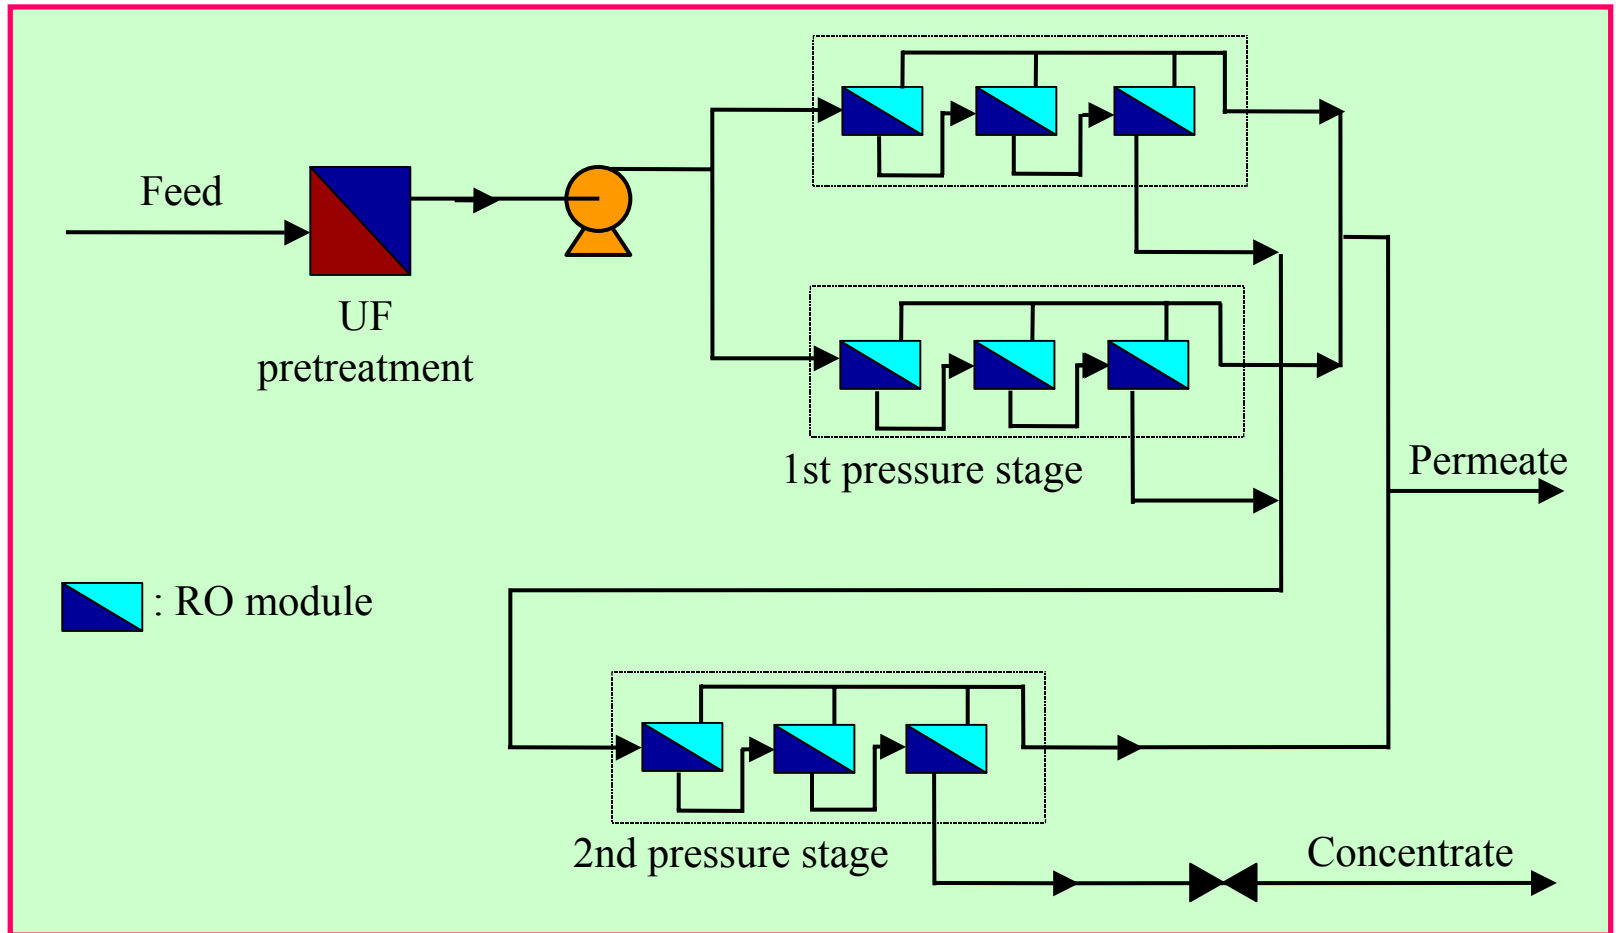 Feed
UF
pretreatment
1st pressure stage
Permeate
: RO module
2nd pressure stage
Concentrate